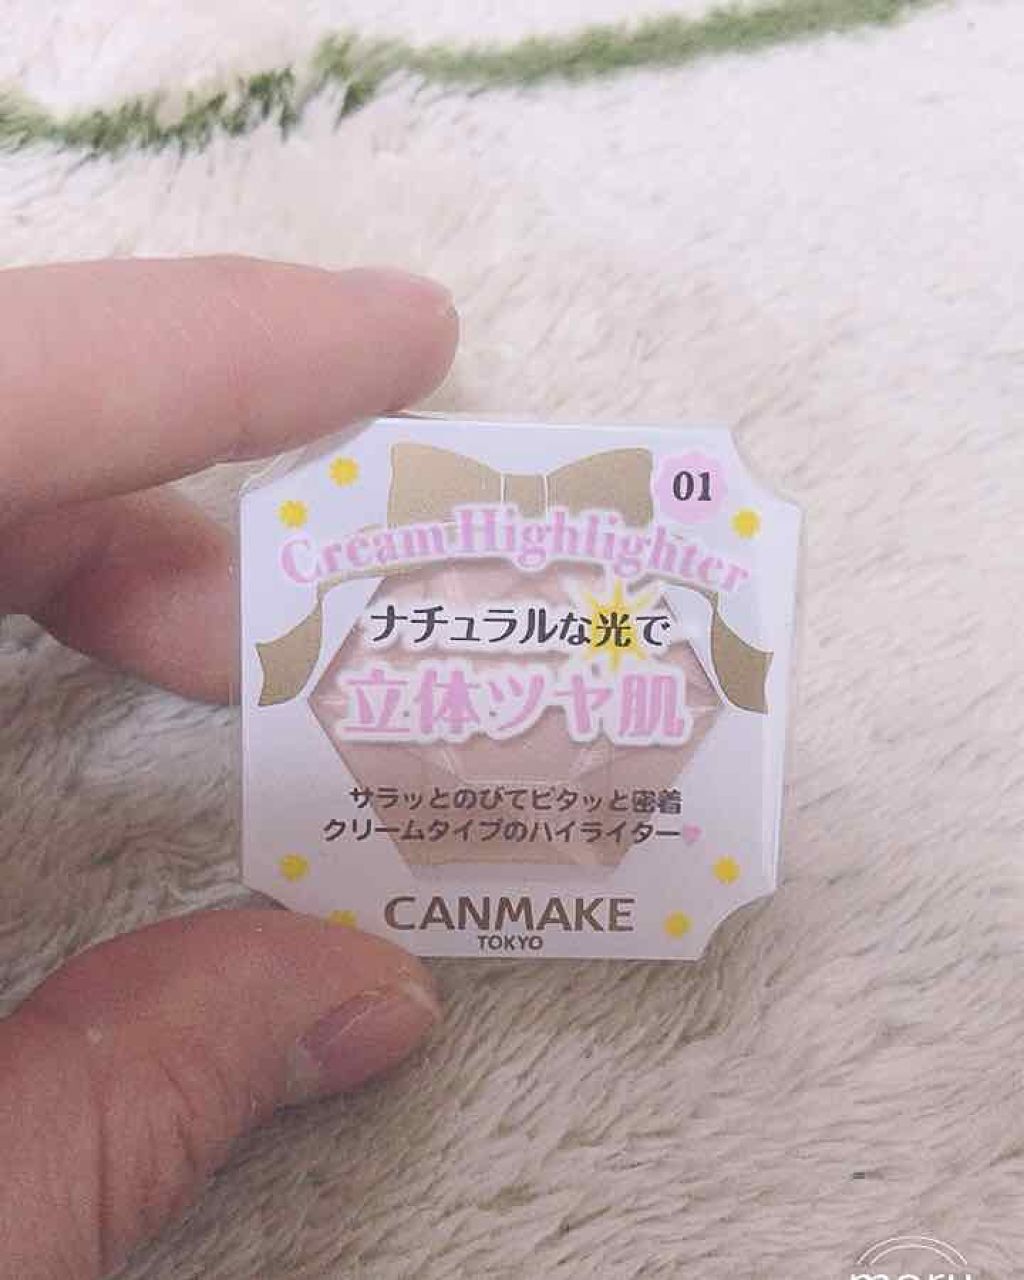 01
Cream Highlighter
ナチュラルな光で
立体ツヤ肌
サラッとのびてピタッと密着
クリームタイプのハイライター
CANMAKE
TOKYO